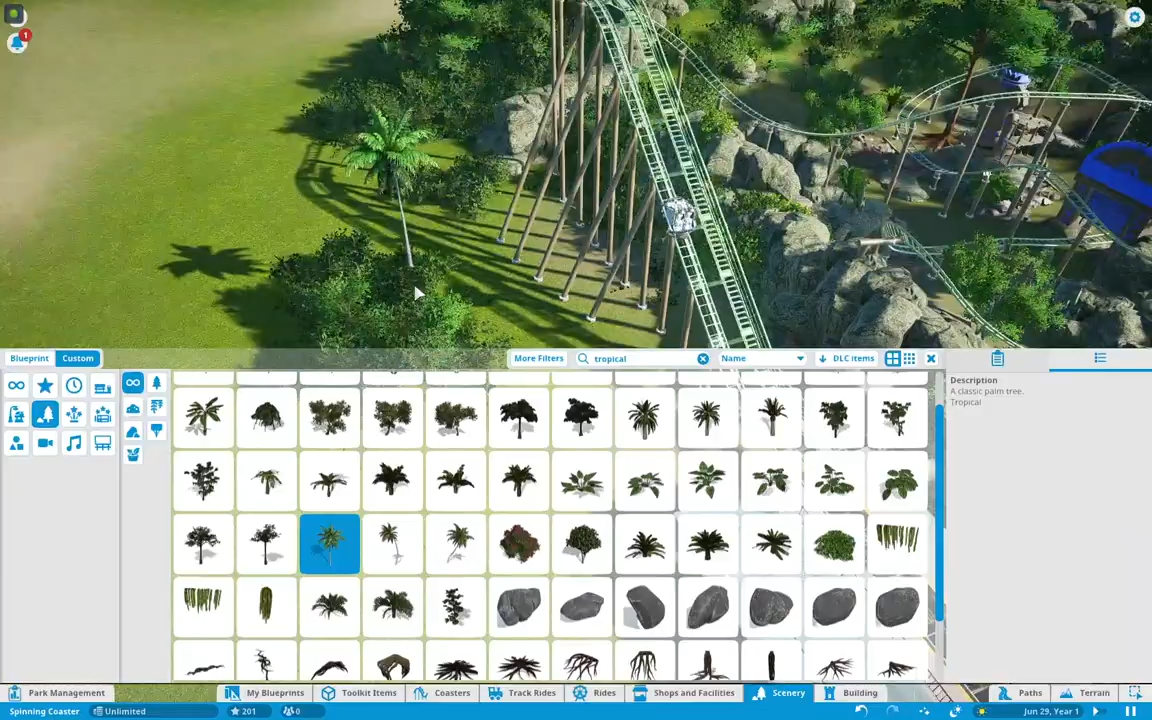 1
Blueprint Custom More Filters tropical Name DLC items
Description
A classic palm tree.
Tropical
Park Management My Blueprints Toolkit Items Coasters Track Rides Rides Shops and Facilities Scenery Building Paths Terrain
Spinning Coaster Unlimited 201 0 Jun 29, Year 1